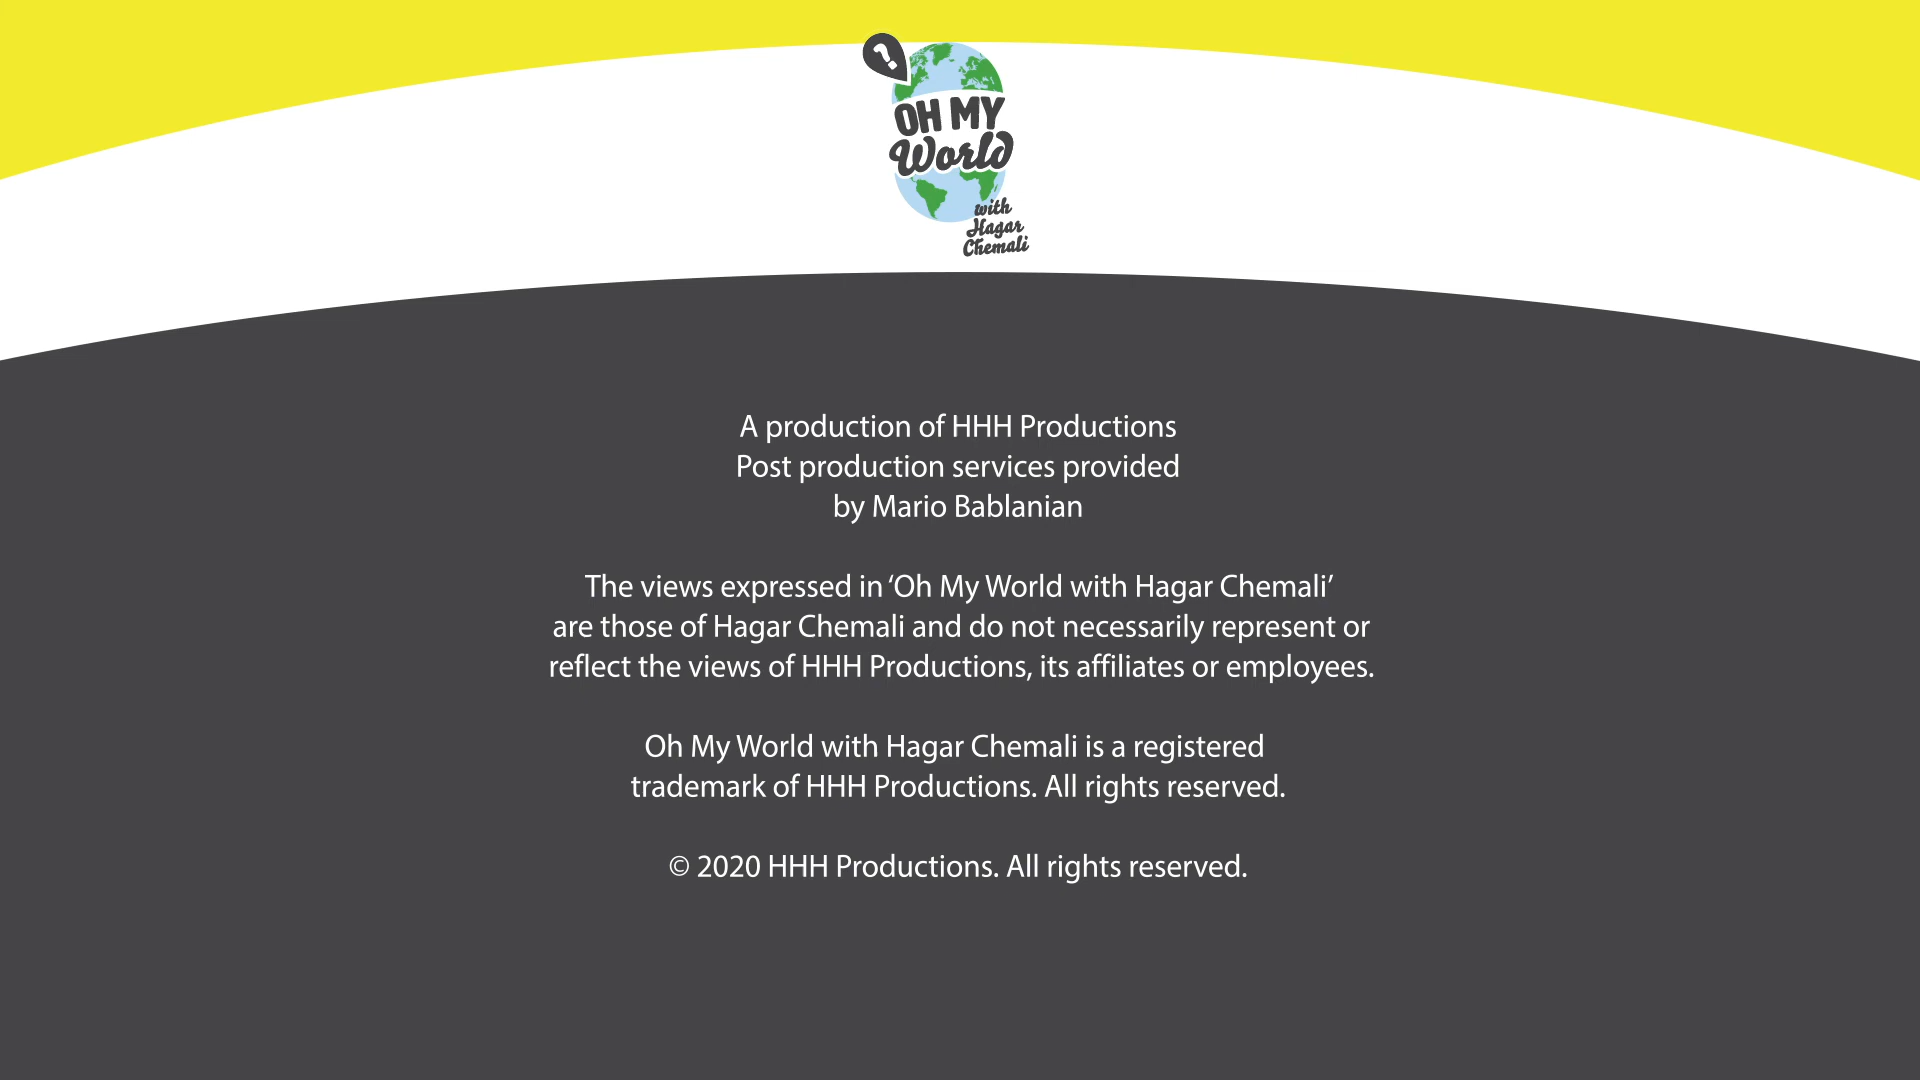 OH MY
World
with
Hagar
Chemali
A production of HHH Productions
Post production services provided
by Mario Bablanian
The views expressed in ‘Oh My World with Hagar Chemali’
are those of Hagar Chemali and do not necessarily represent or
reflect the views of HHH Productions, its affiliates or employees.
Oh My World with Hagar Chemali is a registered
trademark of HHH Productions. All rights reserved.
© 2020 HHH Productions. All rights reserved.